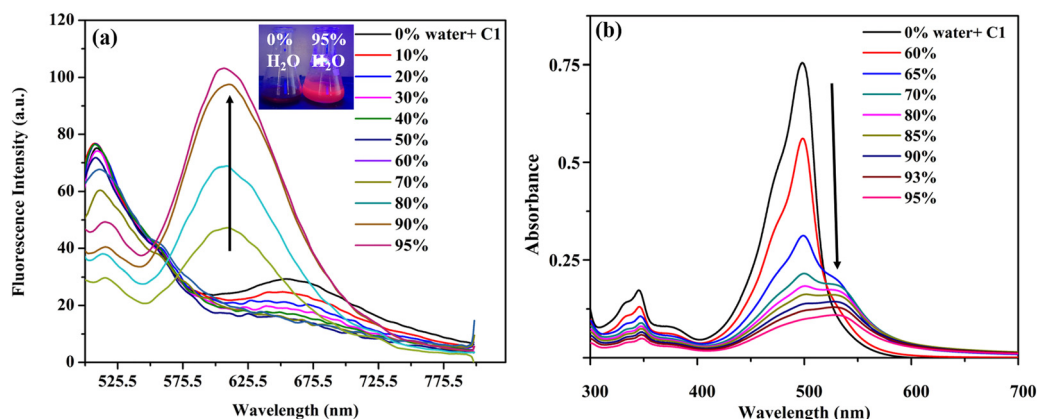 (a)
0% 95%
H₂O H₂O
0% water+ C1
10%
20%
30%
40%
50%
60%
70%
80%
90%
95%
120
100
80
60
40
20
0
Fluorescence Intensity (a.u.)
525.5 575.5 625.5 675.5 725.5 775.5
Wavelength (nm)
(b)
0% water+ C1
60%
65%
70%
80%
85%
90%
93%
95%
0.75
0.5
0.25
Absorbance
300 400 500 600 700
Wavelength (nm)